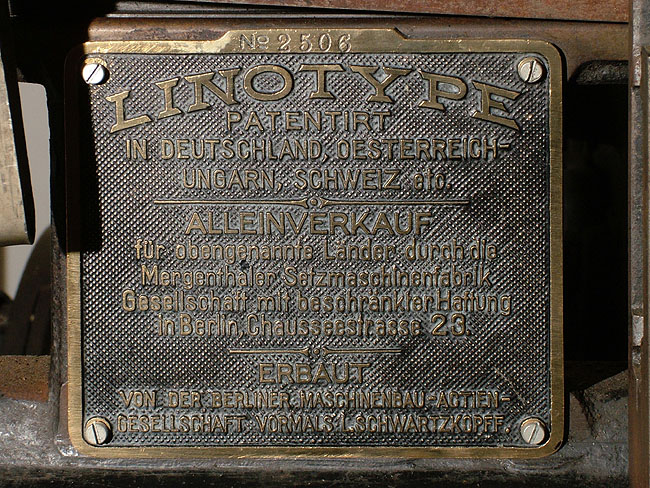 No 2506
LINOTYPE
PATENTIRT
IN DEUTSCHLAND, OESTERREICH-
UNGARN, SCHWEIZ etc.
ALLEINVERKAUF
für obengenannte Länder durch die
Mergenthaler Setzmaschinenfabrik
Gesellschaft mit beschränkter Haftung
in Berlin, Chausseestrasse 23.
ERBAUT
VON DER BERLINER MASCHINENBAU-ACTIEN-
GESELLSCHAFT VORMALS L. SCHWARTZKOPFF.